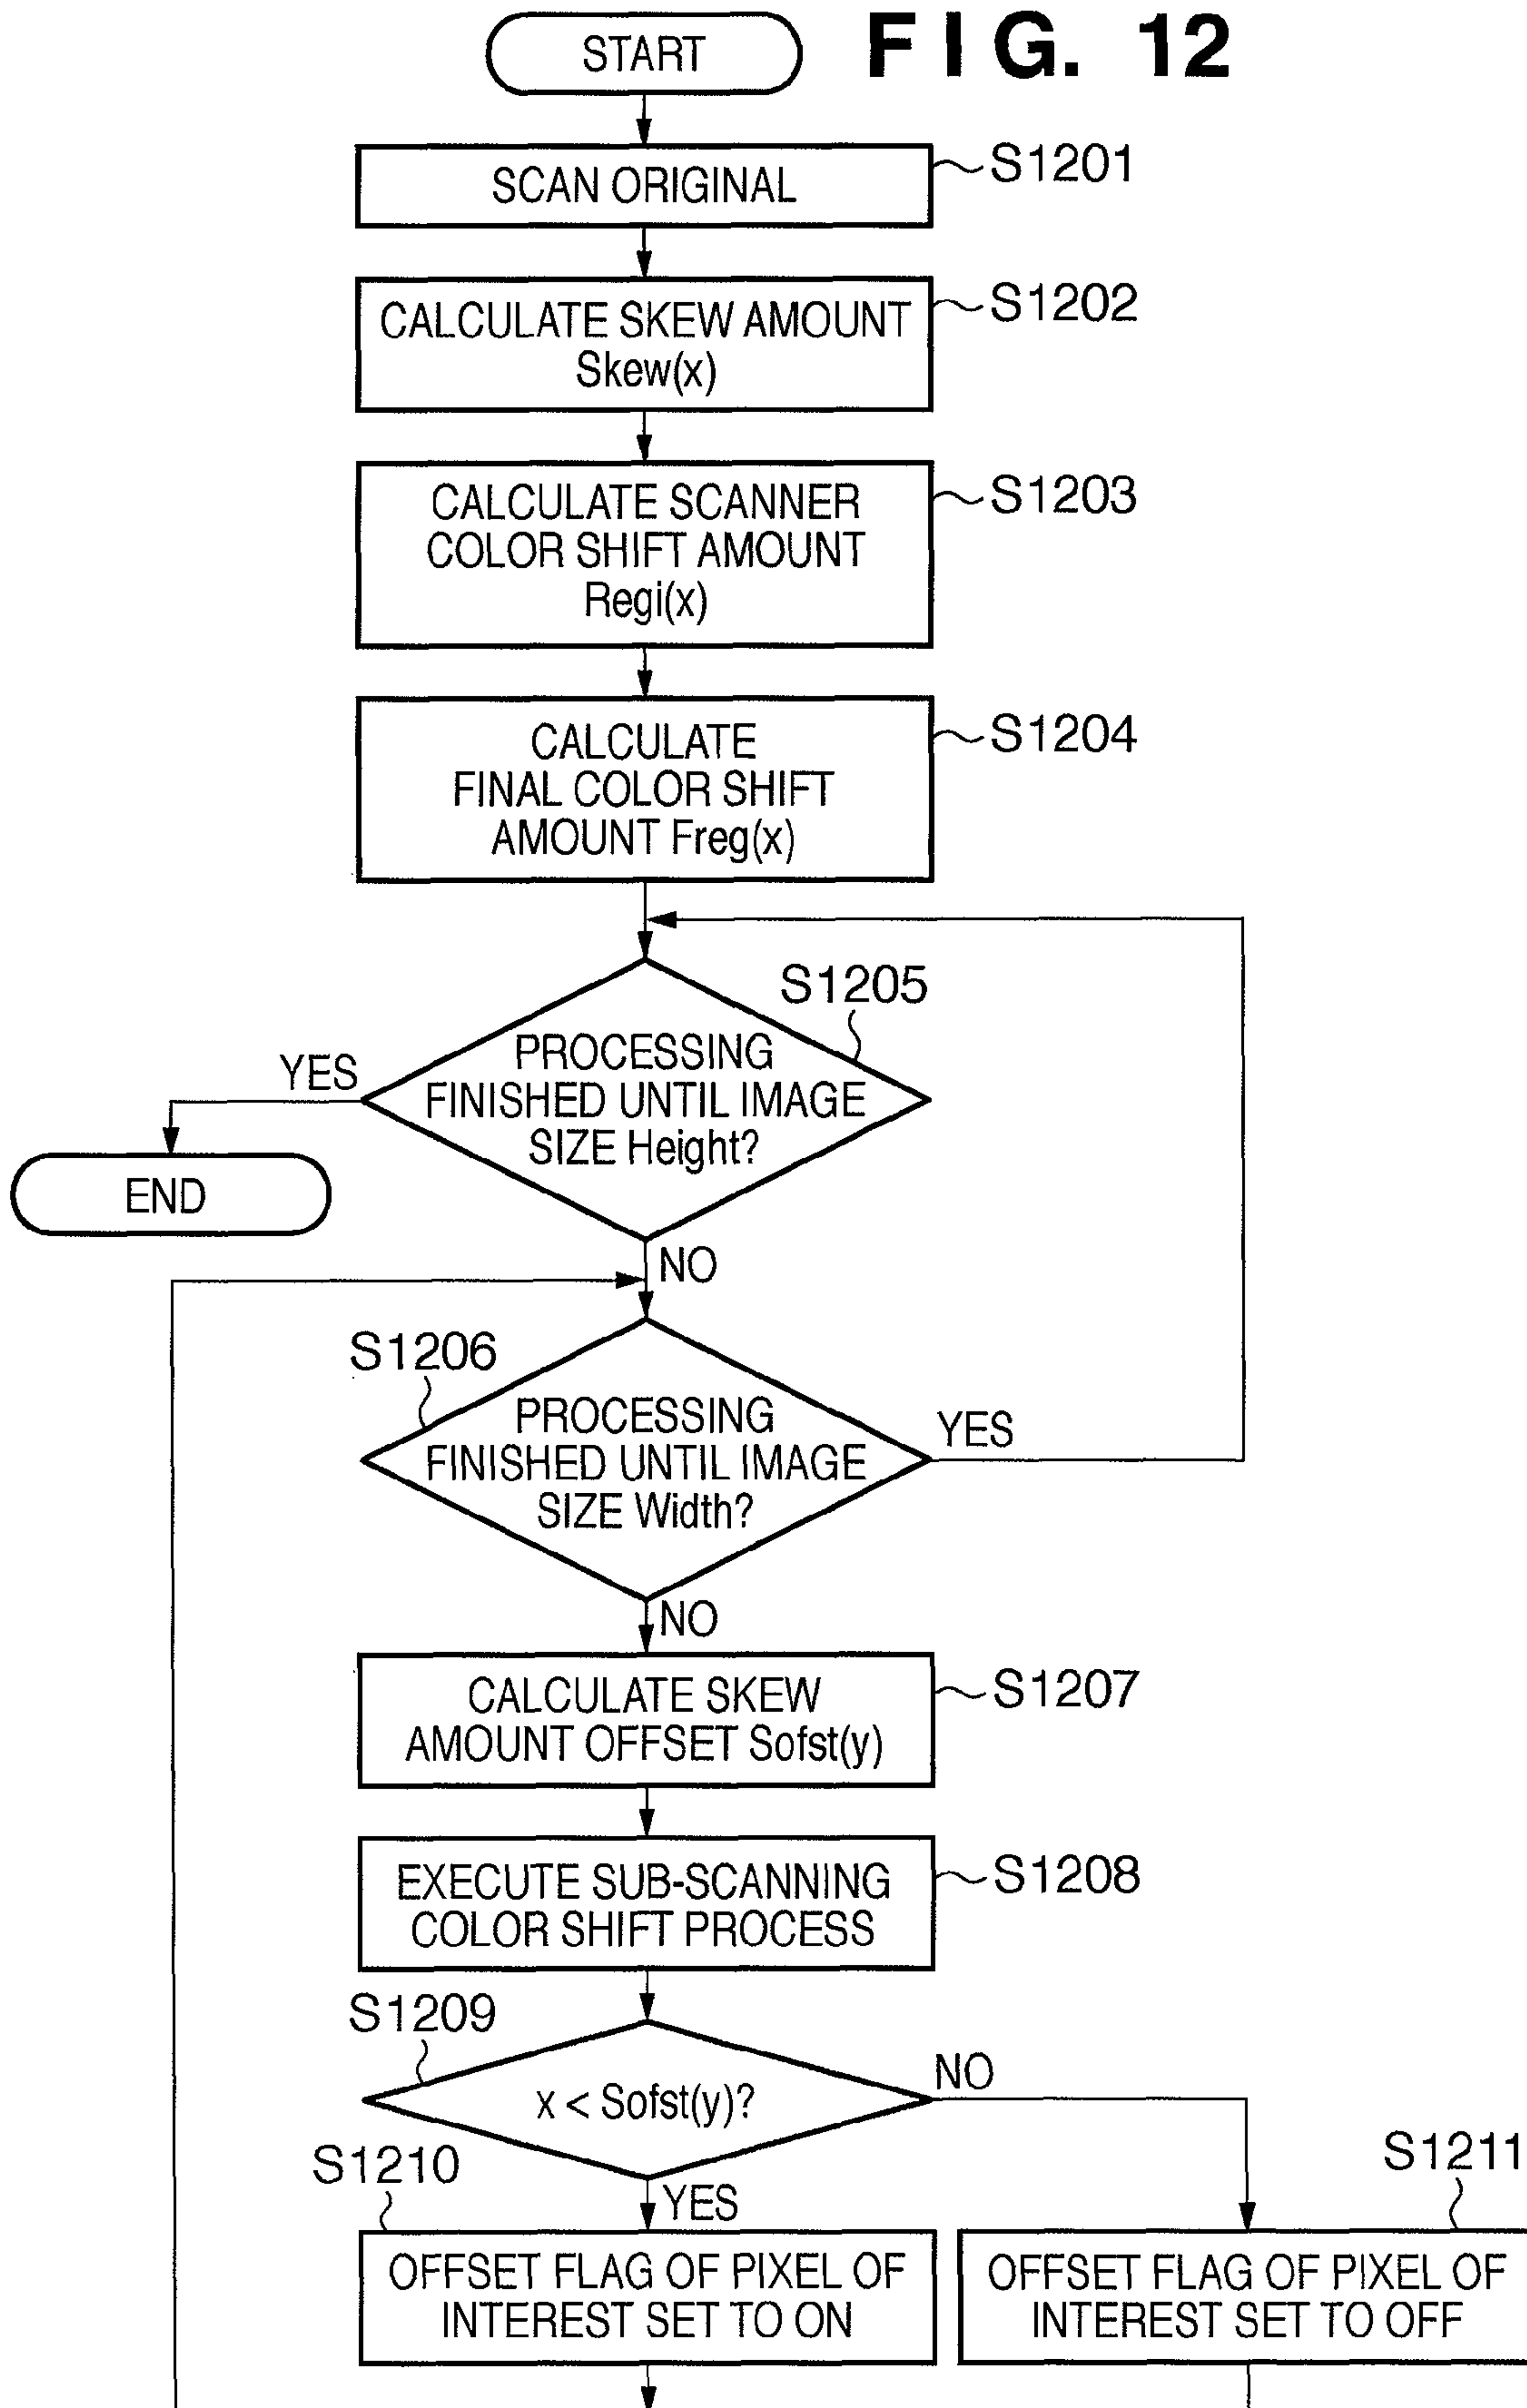 START
FIG. 12
SCAN ORIGINAL
S1201
CALCULATE SKEW AMOUNT
Skew(x)
S1202
CALCULATE SCANNER
COLOR SHIFT AMOUNT
Regi(x)
S1203
CALCULATE
FINAL COLOR SHIFT
AMOUNT Freg(x)
S1204
S1205
PROCESSING
FINISHED UNTIL IMAGE
SIZE Height?
YES
END
NO
S1206
PROCESSING
FINISHED UNTIL IMAGE
SIZE Width?
YES
NO
CALCULATE SKEW
AMOUNT OFFSET Sofst(y)
S1207
EXECUTE SUB-SCANNING
COLOR SHIFT PROCESS
S1208
S1209
x < Sofst(y)?
NO
YES
S1210
OFFSET FLAG OF PIXEL OF
INTEREST SET TO ON
S1211
OFFSET FLAG OF PIXEL OF
INTEREST SET TO OFF